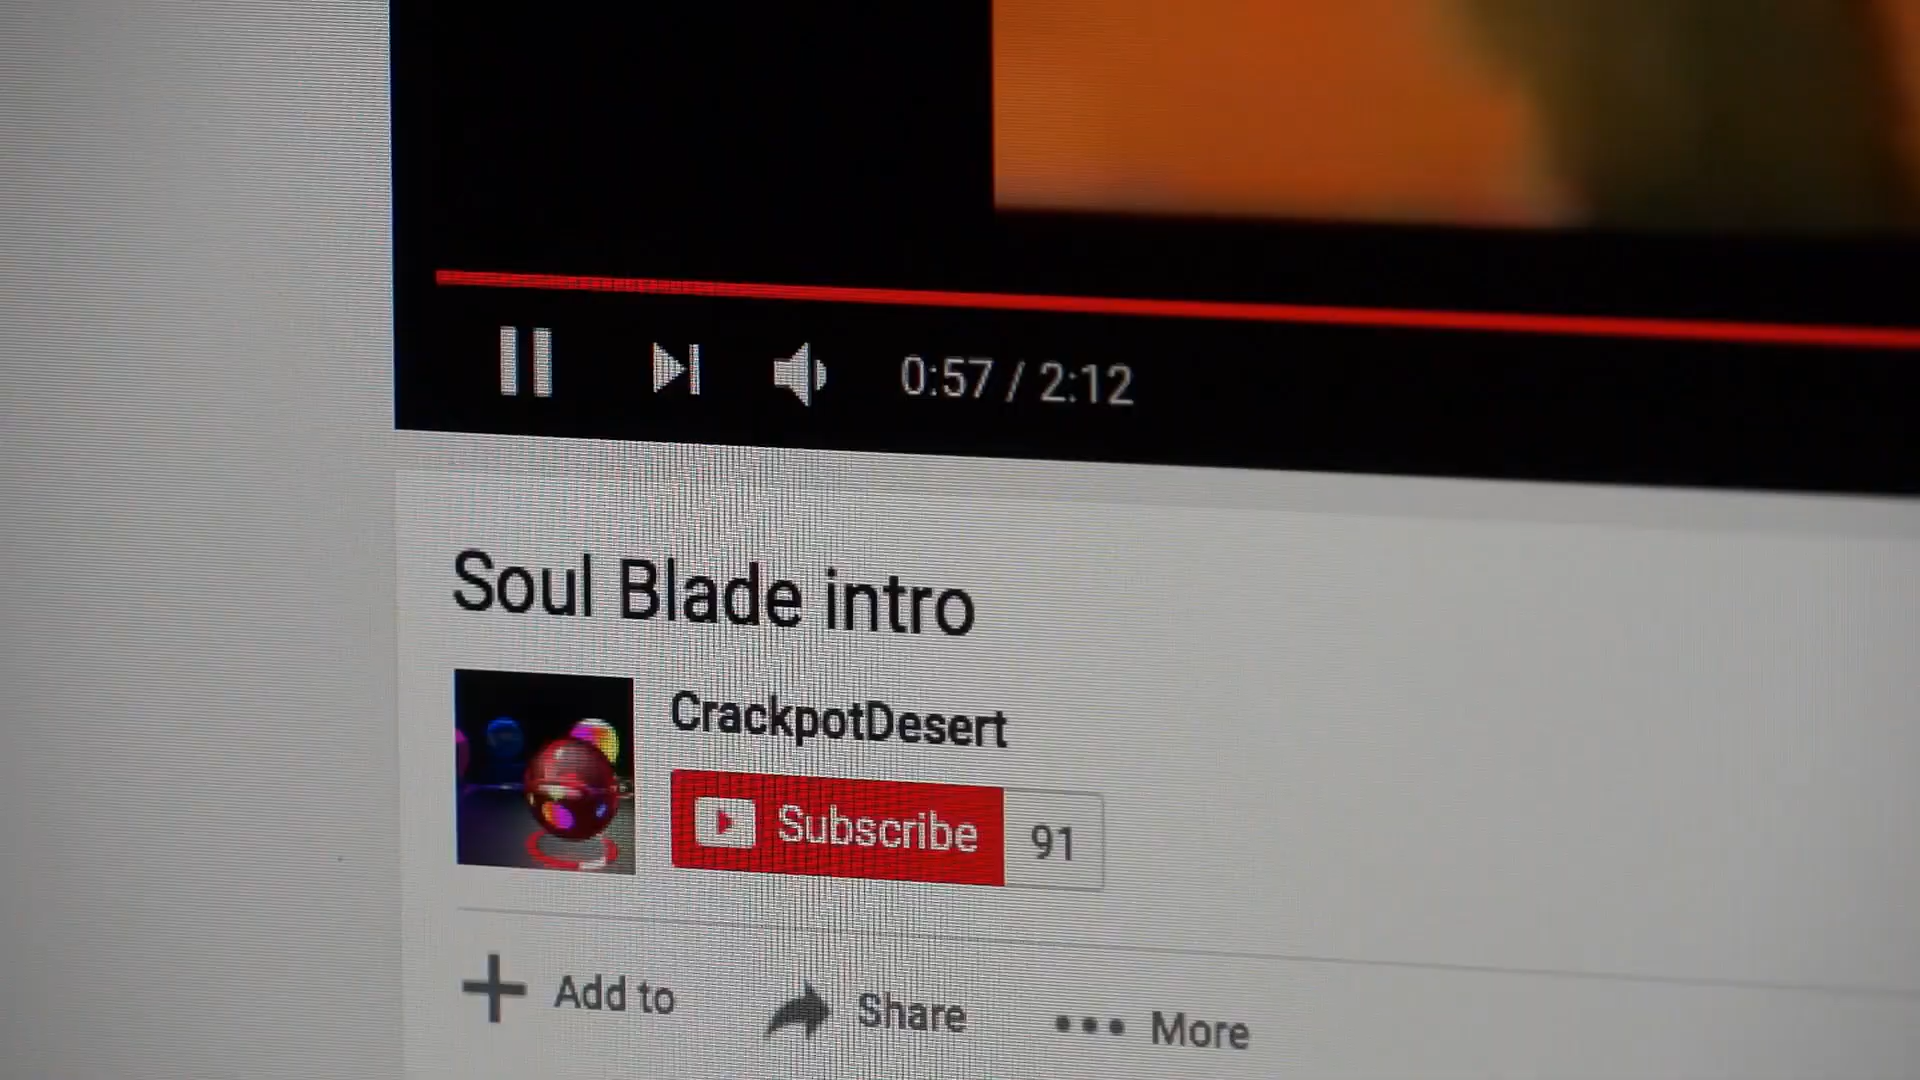 0:57 / 2:12
Soul Blade intro
CrackpotDesert
Subscribe 91
Add to Share More